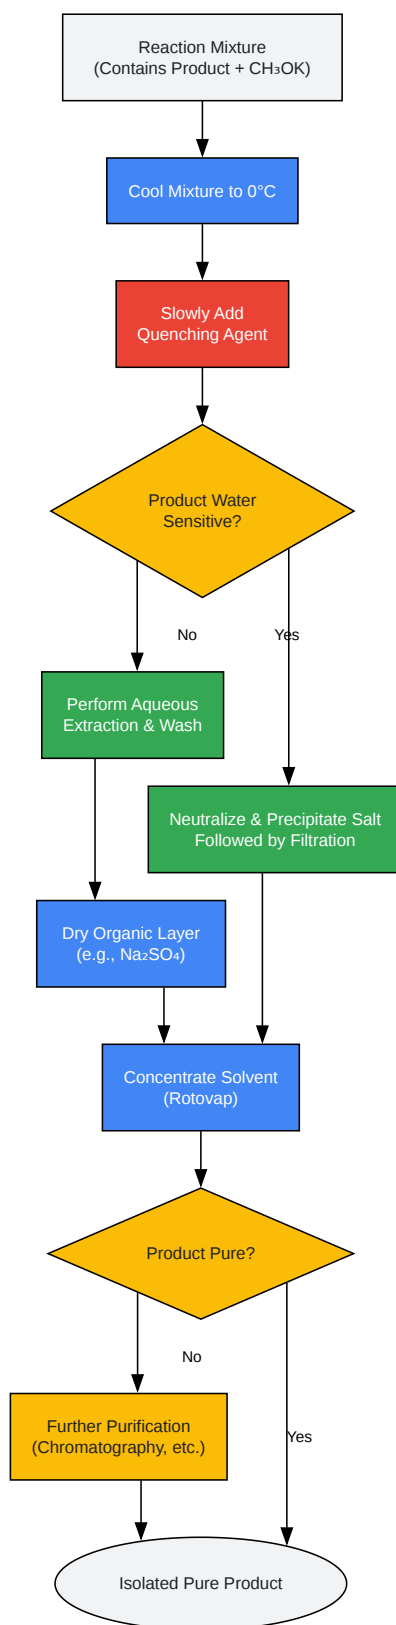 Reaction Mixture
(Contains Product + CH₃OK)
Cool Mixture to 0°C
Slowly Add
Quenching Agent
Product Water
Sensitive?
No
Yes
Perform Aqueous
Extraction & Wash
Neutralize & Precipitate Salt
Followed by Filtration
Dry Organic Layer
(e.g., Na₂SO₄)
Concentrate Solvent
(Rotovap)
Product Pure?
No
Further Purification
(Chromatography, etc.)
Yes
Isolated Pure Product